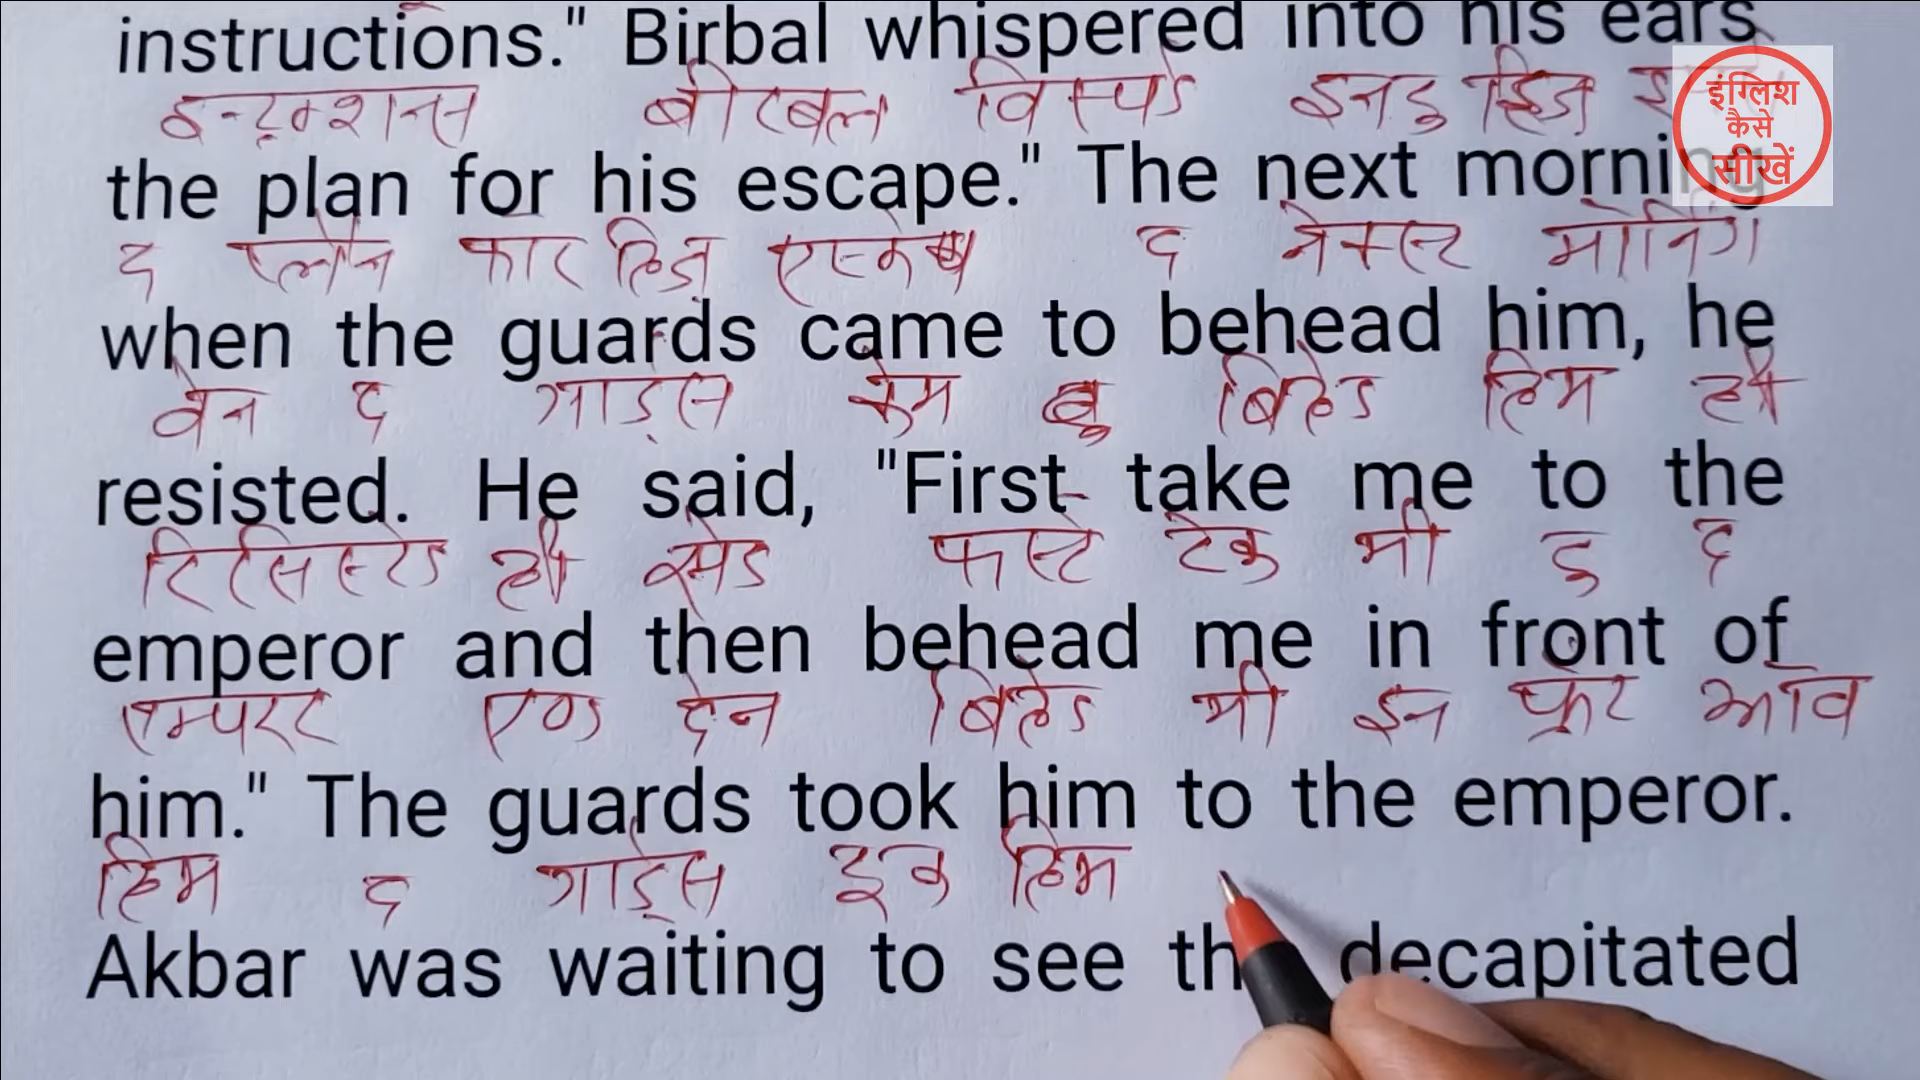 instructions." Birbal whispered into his ears
इन्ट्रक्शन्स बीरबल विस्पर्ड इनटु हिज
the plan for his escape." The next morning
द प्लैन फार हिज एस्केप द नेक्स्ट मोर्निंग
when the guards came to behead him, he
वेन द गार्ड्स केम टु बिहेड हिम ही
resisted. He said, "First take me to the
रिसिस्टेड ही सेड फर्स्ट टेक मी टु द
emperor and then behead me in front of
एम्परर एण्ड देन बिहेड मी इन फ्रंट ऑव
him." The guards took him to the emperor.
हिम द गार्ड्स टुक हिम
Akbar was waiting to see th decapitated
इंग्लिश
कैसे
सीखें